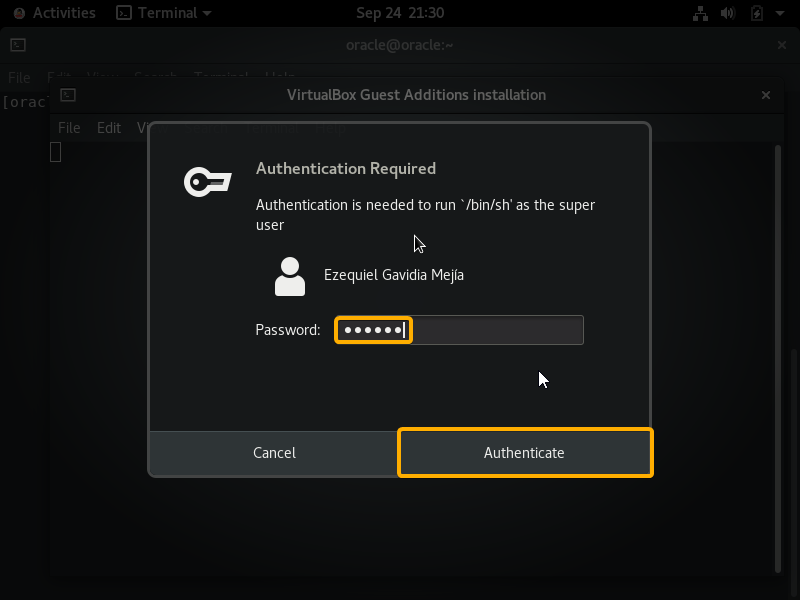 Activities Terminal Sep 24 21:30
oracle@oracle:~
File Edit View Search Terminal Help
[orac
VirtualBox Guest Additions installation
File Edit
Authentication Required
Authentication is needed to run `/bin/sh' as the super
user
Ezequiel Gavidia Mejía
Password: ●●●●●●
Cancel Authenticate